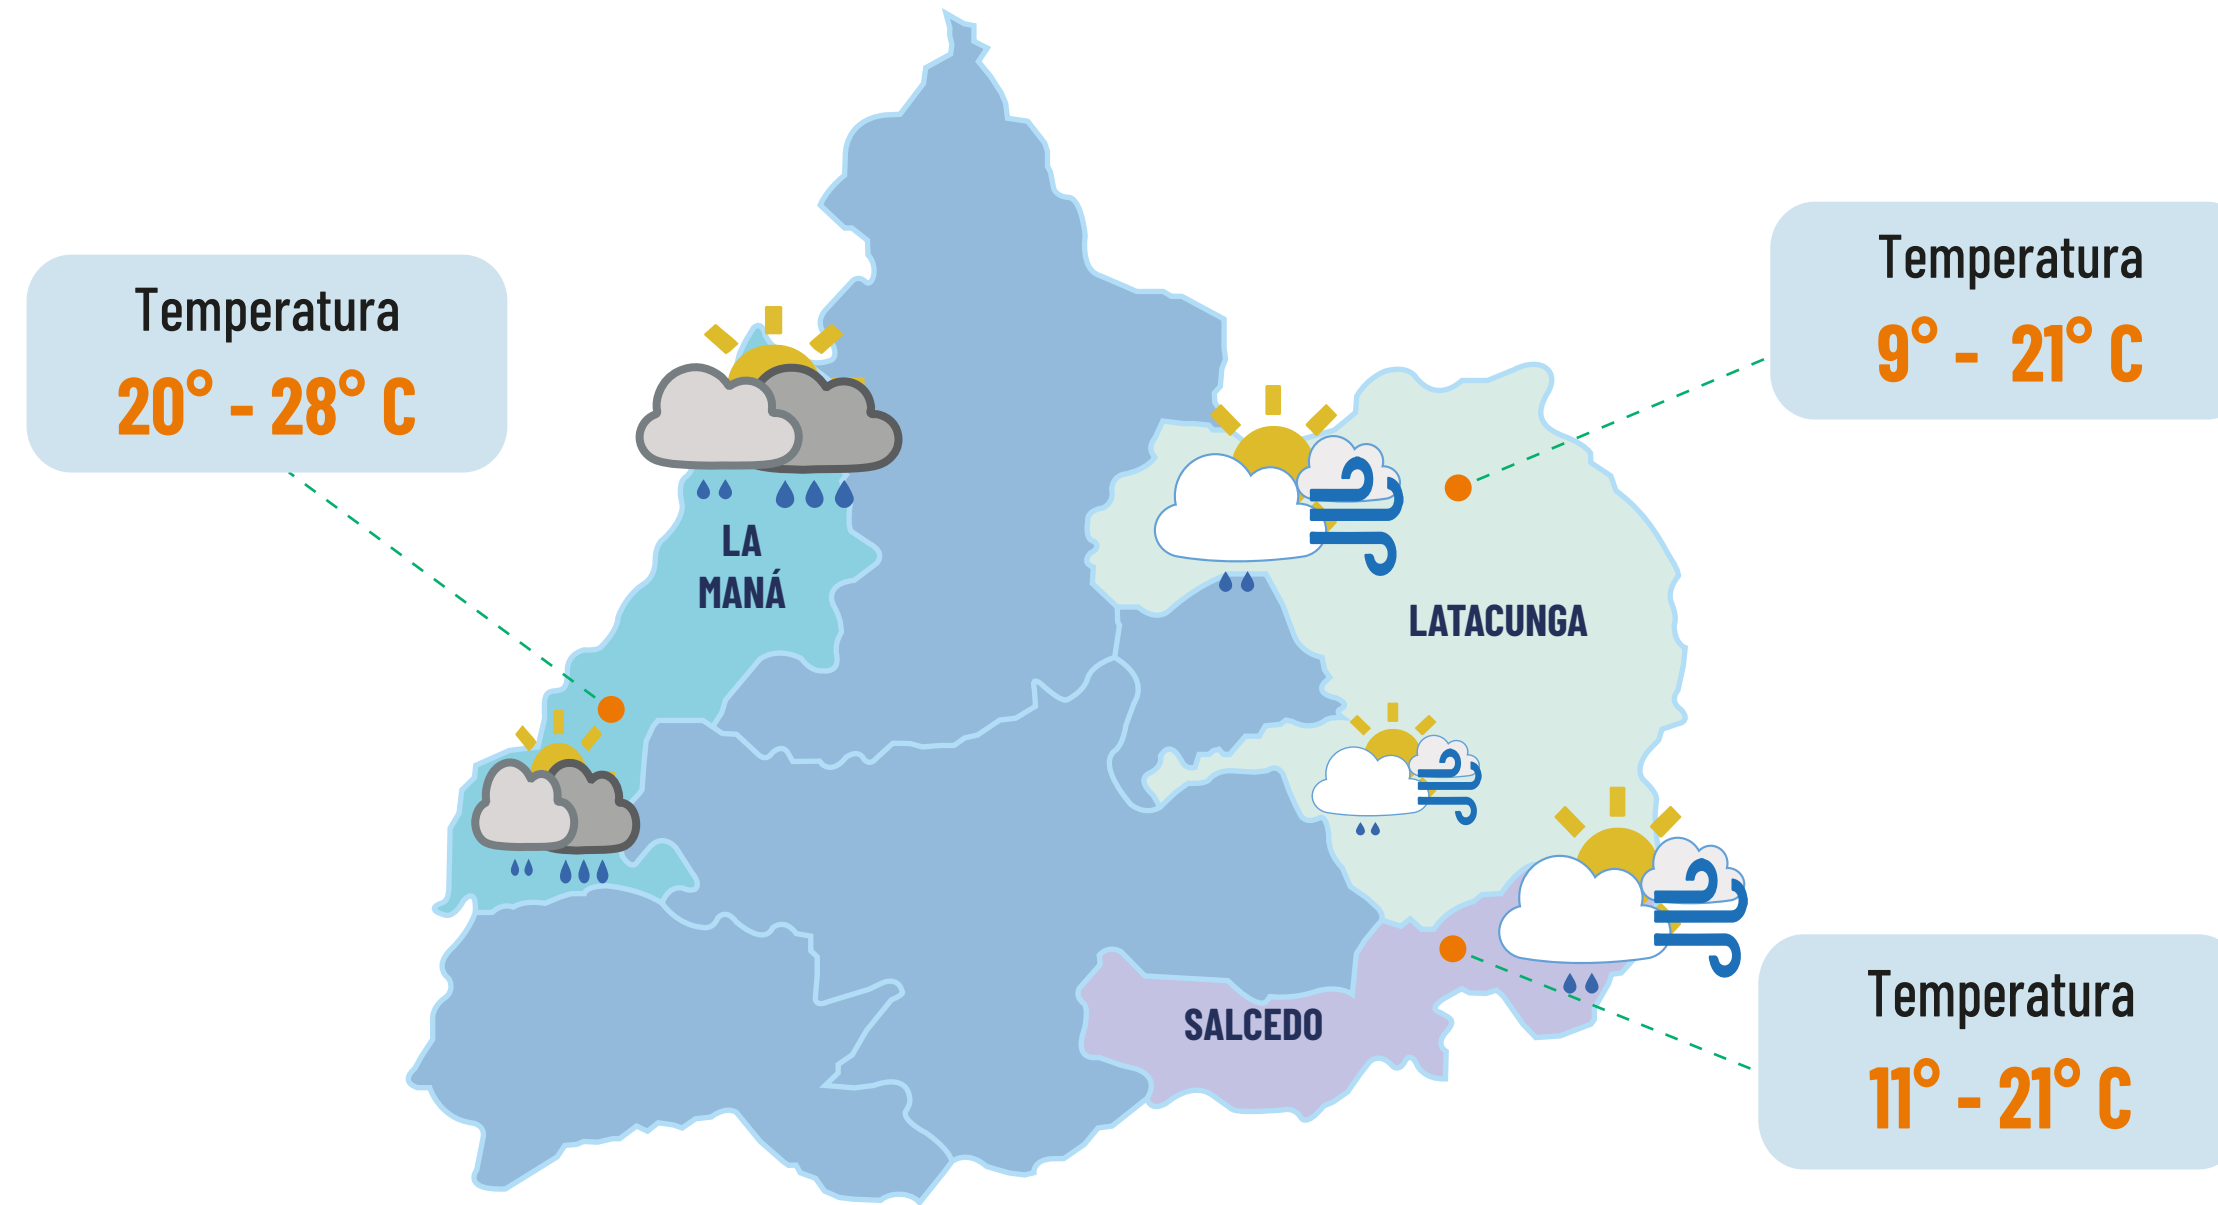 Temperatura
20° - 28° C
Temperatura
9° - 21° C
LA
MANÁ
LATACUNGA
SALCEDO
Temperatura
11° - 21° C